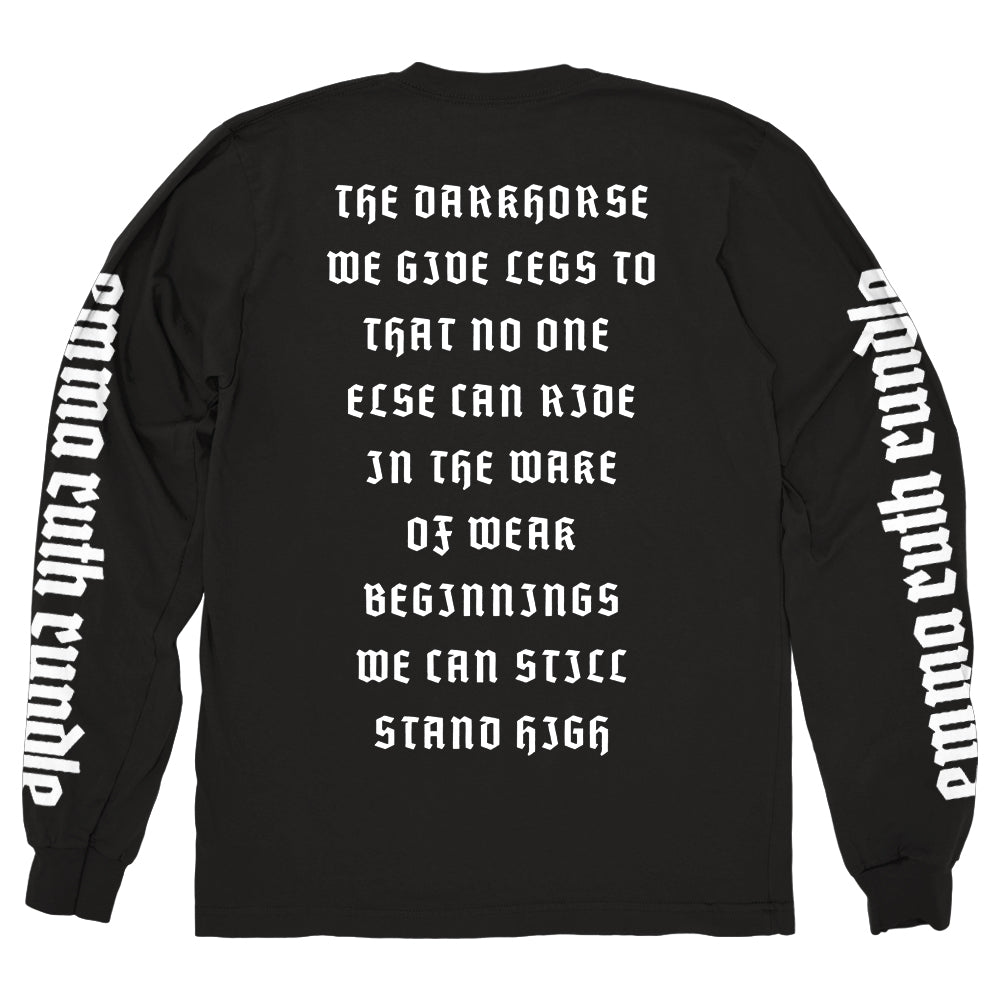 THE DARKHORSE
WE GIVE LEGS TO
THAT NO ONE
ELSE CAN RIDE
IN THE WAKE
OF WEAK
BEGINNINGS
WE CAN STILL
STAND HIGH
emma ruth rundle
emma ruth rundle